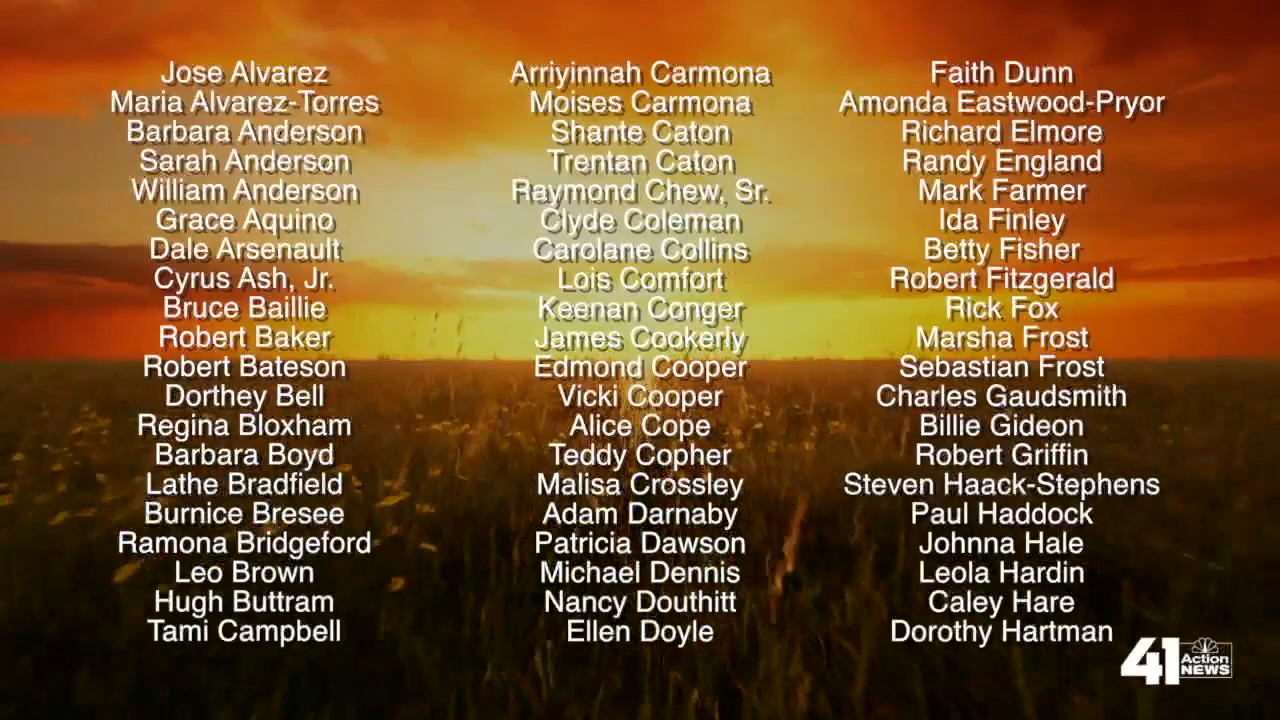 Jose Alvarez
Maria Alvarez-Torres
Barbara Anderson
Sarah Anderson
William Anderson
Grace Aquino
Dale Arsenault
Cyrus Ash, Jr.
Bruce Baillie
Robert Baker
Robert Bateson
Dorthey Bell
Regina Bloxham
Barbara Boyd
Lathe Bradfield
Burnice Bresee
Ramona Bridgeford
Leo Brown
Hugh Buttram
Tami Campbell
Arriyinnah Carmona
Moises Carmona
Shante Caton
Trentan Caton
Raymond Chew, Sr.
Clyde Coleman
Carolane Collins
Lois Comfort
Keenan Conger
James Cookerly
Edmond Cooper
Vicki Cooper
Alice Cope
Teddy Copher
Malisa Crossley
Adam Darnaby
Patricia Dawson
Michael Dennis
Nancy Douthitt
Ellen Doyle
Faith Dunn
Amonda Eastwood-Pryor
Richard Elmore
Randy England
Mark Farmer
Ida Finley
Betty Fisher
Robert Fitzgerald
Rick Fox
Marsha Frost
Sebastian Frost
Charles Gaudsmith
Billie Gideon
Robert Griffin
Steven Haack-Stephens
Paul Haddock
Johnna Hale
Leola Hardin
Caley Hare
Dorothy Hartman
41 Action
NEWS